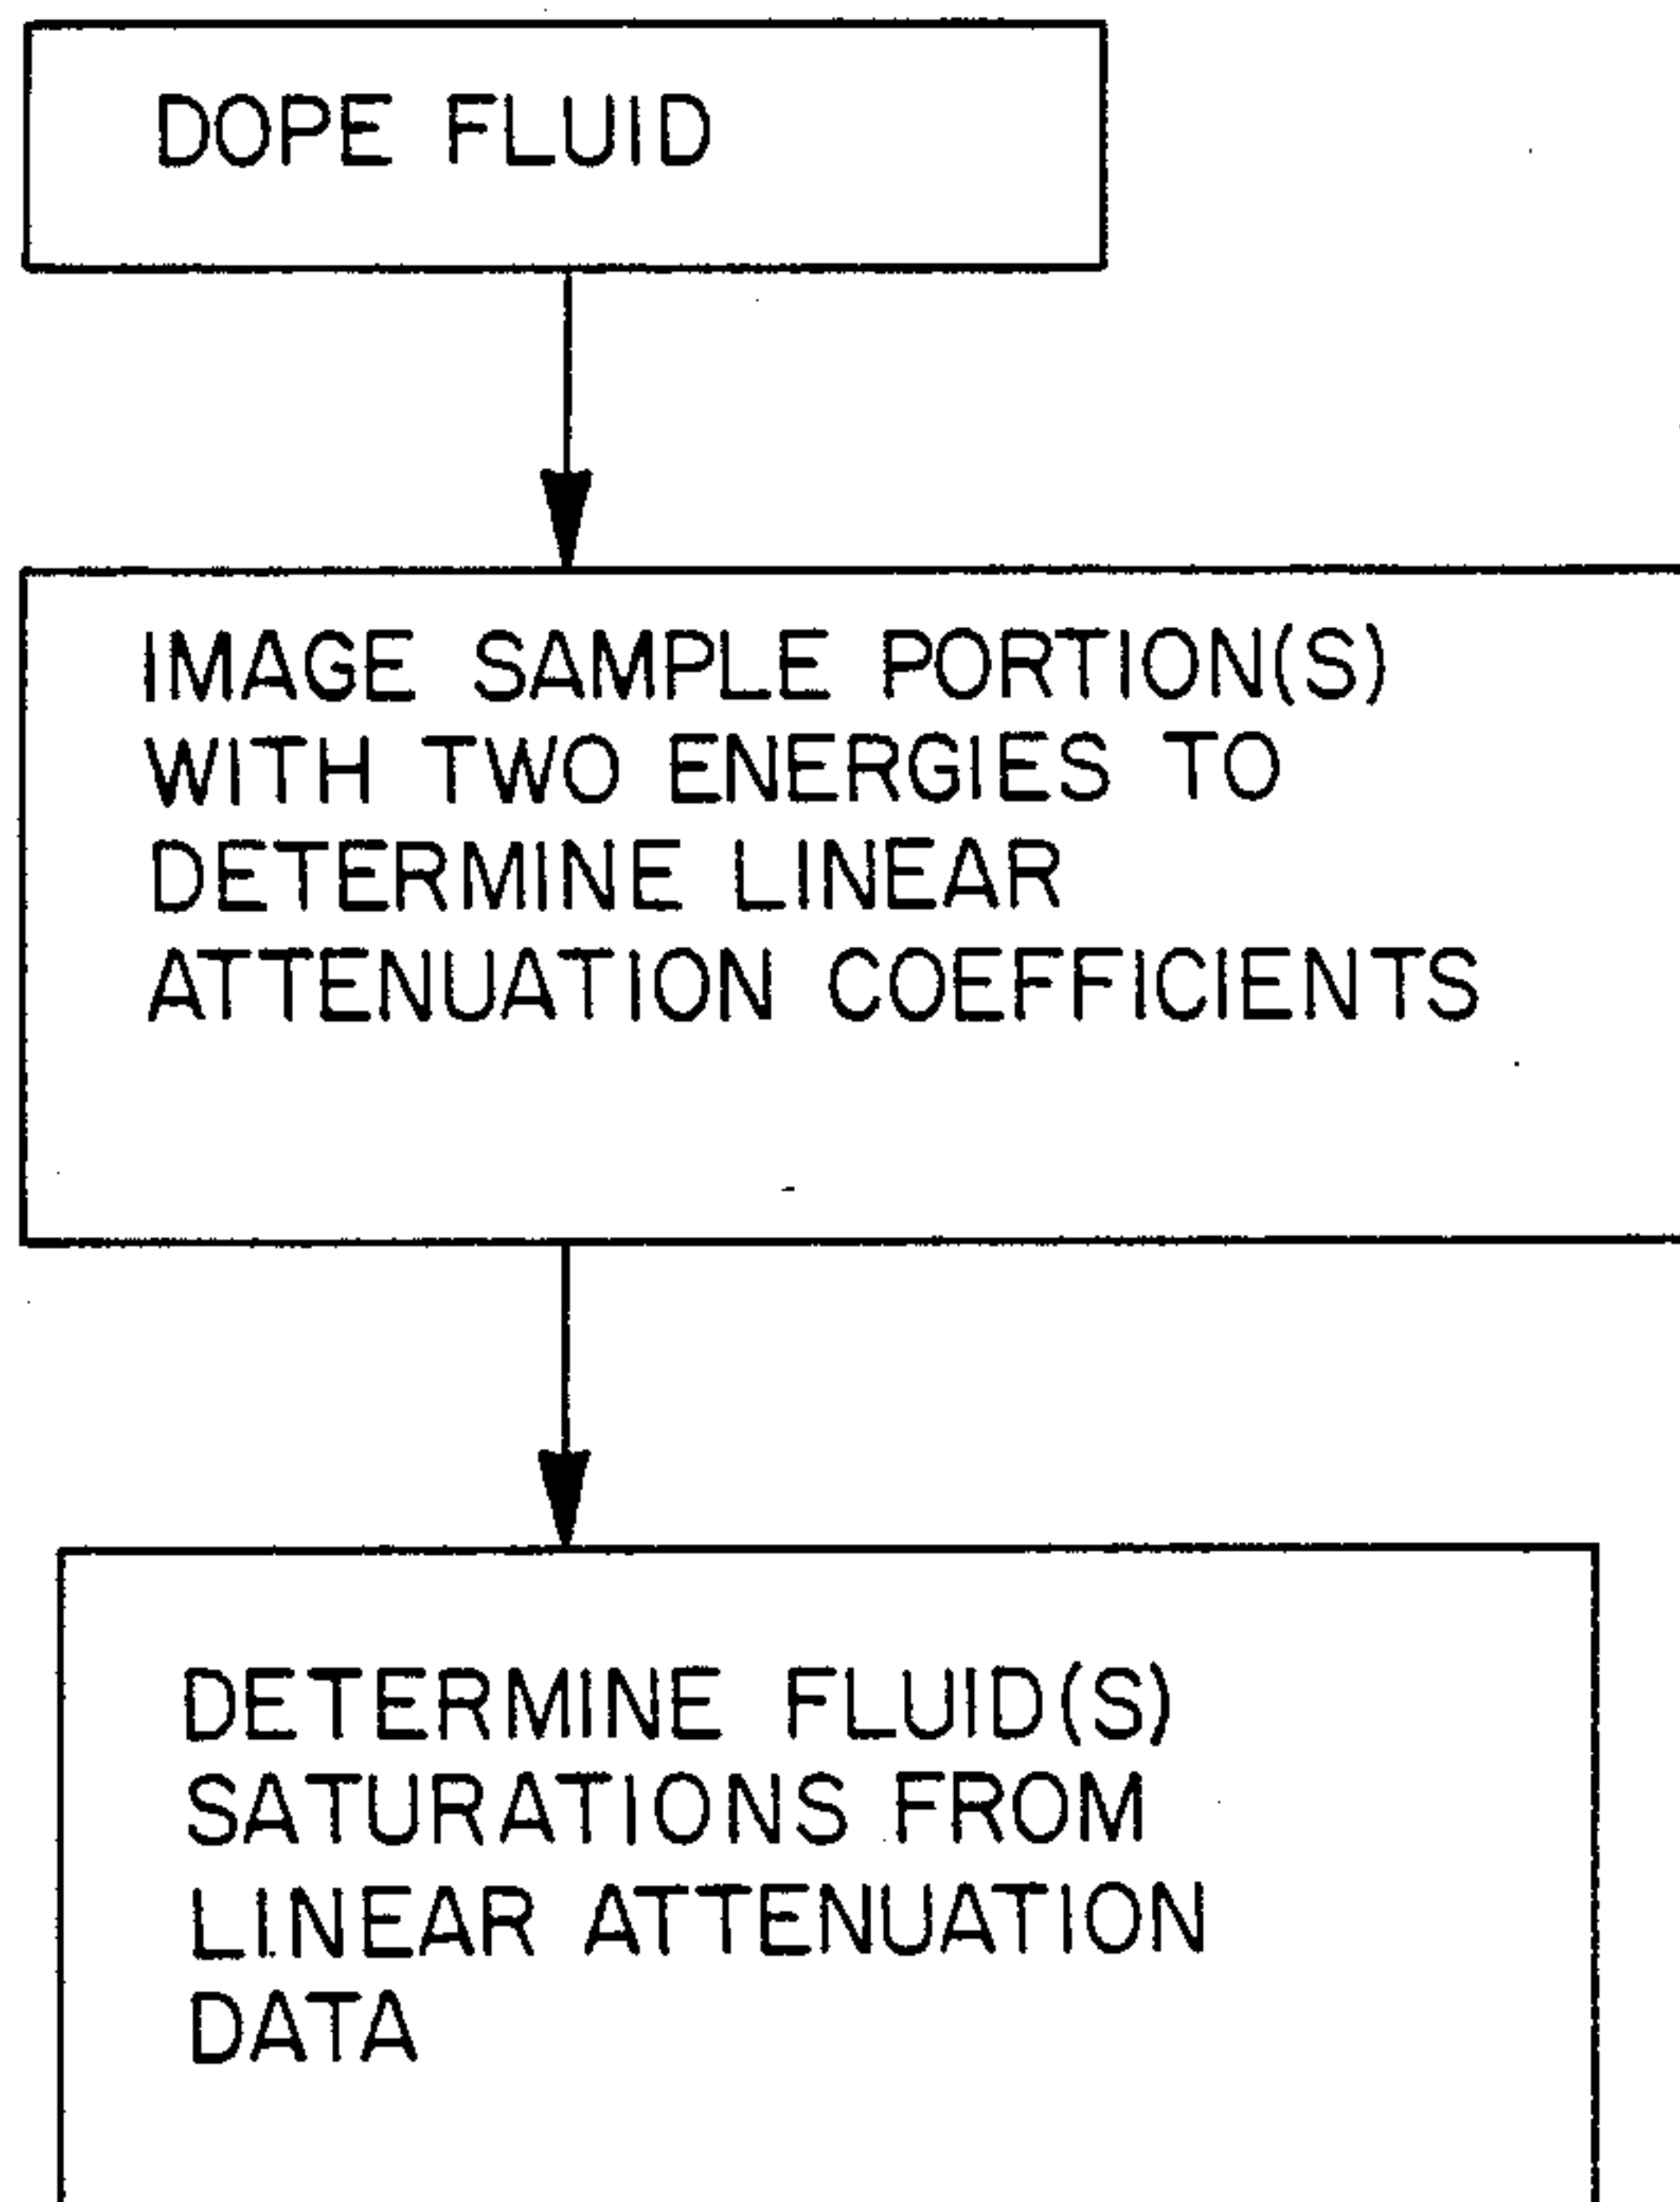 DOPE FLUID
IMAGE SAMPLE PORTION(S)
WITH TWO ENERGIES TO
DETERMINE LINEAR
ATTENUATION COEFFICIENTS
DETERMINE FLUID(S)
SATURATIONS FROM
LINEAR ATTENUATION
DATA